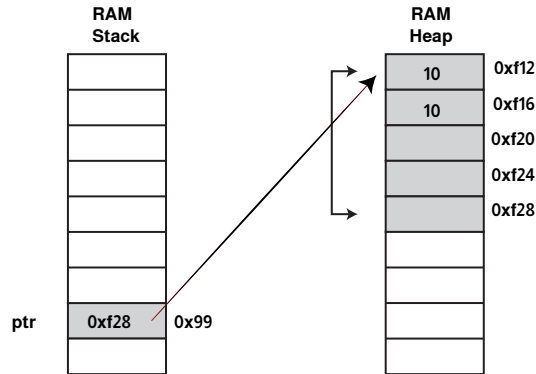 RAM
Stack
RAM
Heap
10 0xf12
10 0xf16
0xf20
0xf24
0xf28
ptr 0xf28 0x99